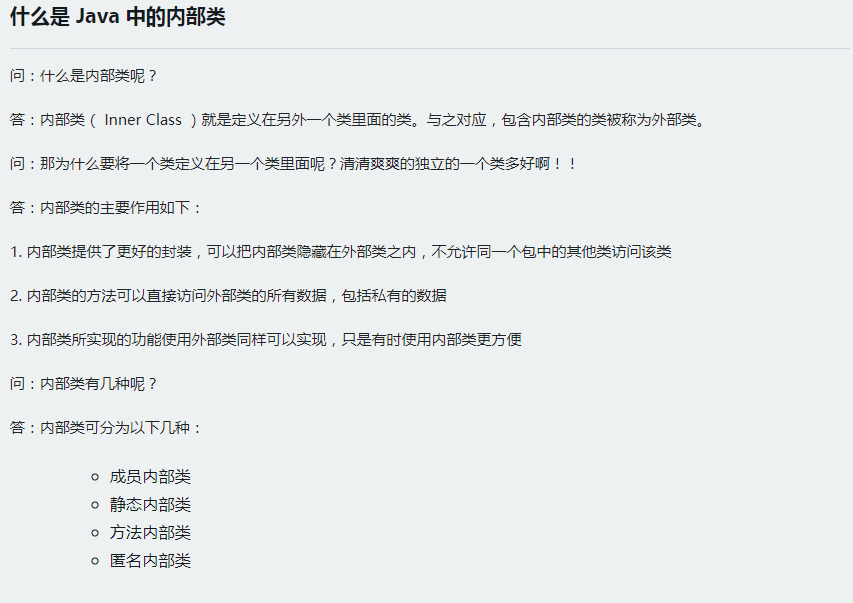 什么是 Java 中的内部类
问：什么是内部类呢？
答：内部类（ Inner Class ）就是定义在另外一个类里面的类。与之对应，包含内部类的类被称为外部类。
问：那为什么要将一个类定义在另一个类里面呢？清清爽爽的独立的一个类多好啊！！
答：内部类的主要作用如下：
1. 内部类提供了更好的封装，可以把内部类隐藏在外部类之内，不允许同一个包中的其他类访问该类
2. 内部类的方法可以直接访问外部类的所有数据，包括私有的数据
3. 内部类所实现的功能使用外部类同样可以实现，只是有时使用内部类更方便
问：内部类有几种呢？
答：内部类可分为以下几种：
成员内部类
静态内部类
方法内部类
匿名内部类